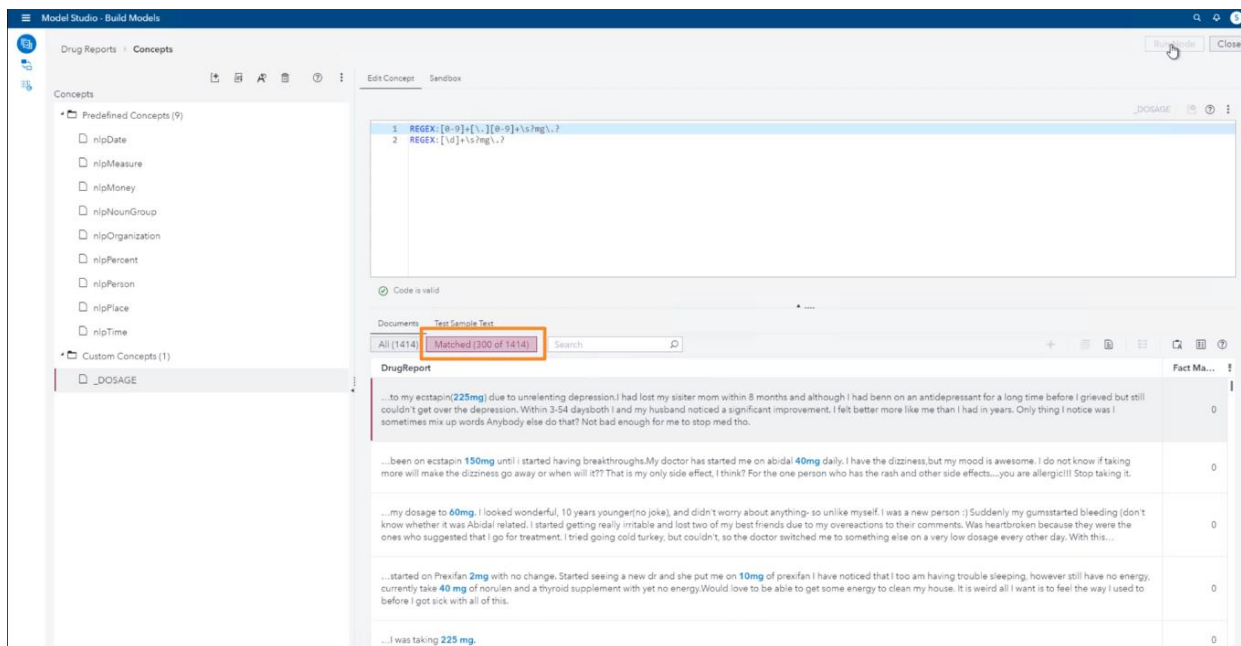 Model Studio - Build Models
S
Drug Reports > Concepts
Close
Concepts
Edit Concept Sandbox
Predefined Concepts (9)
nlpDate
nlpMeasure
nlpMoney
nlpNounGroup
nlpOrganization
nlpPercent
nlpPerson
nlpPlace
nlpTime
Custom Concepts (1)
_DOSAGE
_DOSAGE
1 REGEX:[0-9]+[\.][0-9]+\s?mg\.?
2 REGEX:[\d]+\s?mg\.?
Code is valid
Documents Test Sample Text
All (1414) Matched (300 of 1414) Search
DrugReport Fact Ma...
...to my ecstapin(225mg) due to unrelenting depression.I had lost my sisiter mom within 8 months and although I had benn on an antidepressant for a long time before I grieved but still
couldn't get over the depression. Within 3-54 daysboth I and my husband noticed a significant improvement. I felt better more like me than I had in years. Only thing I notice was I
sometimes mix up words Anybody else do that? Not bad enough for me to stop med tho.
0
...been on ecstapin 150mg until i started having breakthroughs.My doctor has started me on abidal 40mg daily. I have the dizziness,but my mood is awesome. I do not know if taking
more will make the dizziness go away or when will it?? That is my only side effect, I think? For the one person who has the rash and other side effects....you are allergic!!! Stop taking it.
0
...my dosage to 60mg. I looked wonderful, 10 years younger(no joke), and didn't worry about anything- so unlike myself. I was a new person :) Suddenly my gumsstarted bleeding (don't
know whether it was Abidal related. I started getting really irritable and lost two of my best friends due to my overeactions to their comments. Was heartbroken because they were the
ones who suggested that I go for treatment. I tried going cold turkey, but couldn't, so the doctor switched me to something else on a very low dosage every other day. With this...
0
...started on Prexifan 2mg with no change. Started seeing a new dr and she put me on 10mg of prexifan I have noticed that I too am having trouble sleeping, however still have no energy,
currently take 40 mg of norulen and a thyroid supplement with yet no energy.Would love to be able to get some energy to clean my house. It is weird all I want is to feel the way I used to
before I got sick with all of this.
0
...I was taking 225 mg.
0